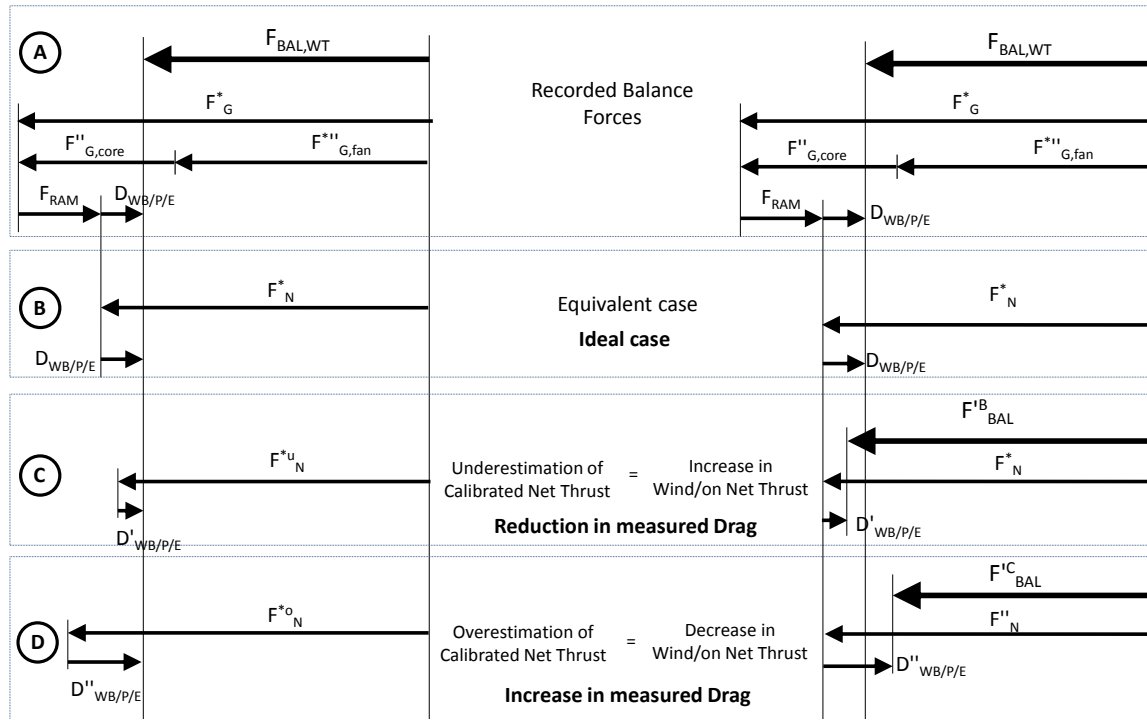 A
F_BAL,WT
F_BAL,WT
Recorded Balance
Forces
F*_G
F*_G
F''_G,core
F*''_G,fan
F''_G,core
F*''_G,fan
F_RAM
D_WB/P/E
F_RAM
D_WB/P/E
B
F*_N
Equivalent case
Ideal case
F*_N
D_WB/P/E
D_WB/P/E
C
F'^B_BAL
F*^u_N
Underestimation of
Calibrated Net Thrust
=
Increase in
Wind/on Net Thrust
F*_N
Reduction in measured Drag
D'_WB/P/E
D'_WB/P/E
D
F'^C_BAL
F*^o_N
Overestimation of
Calibrated Net Thrust
=
Decrease in
Wind/on Net Thrust
F''_N
D''_WB/P/E
Increase in measured Drag
D''_WB/P/E